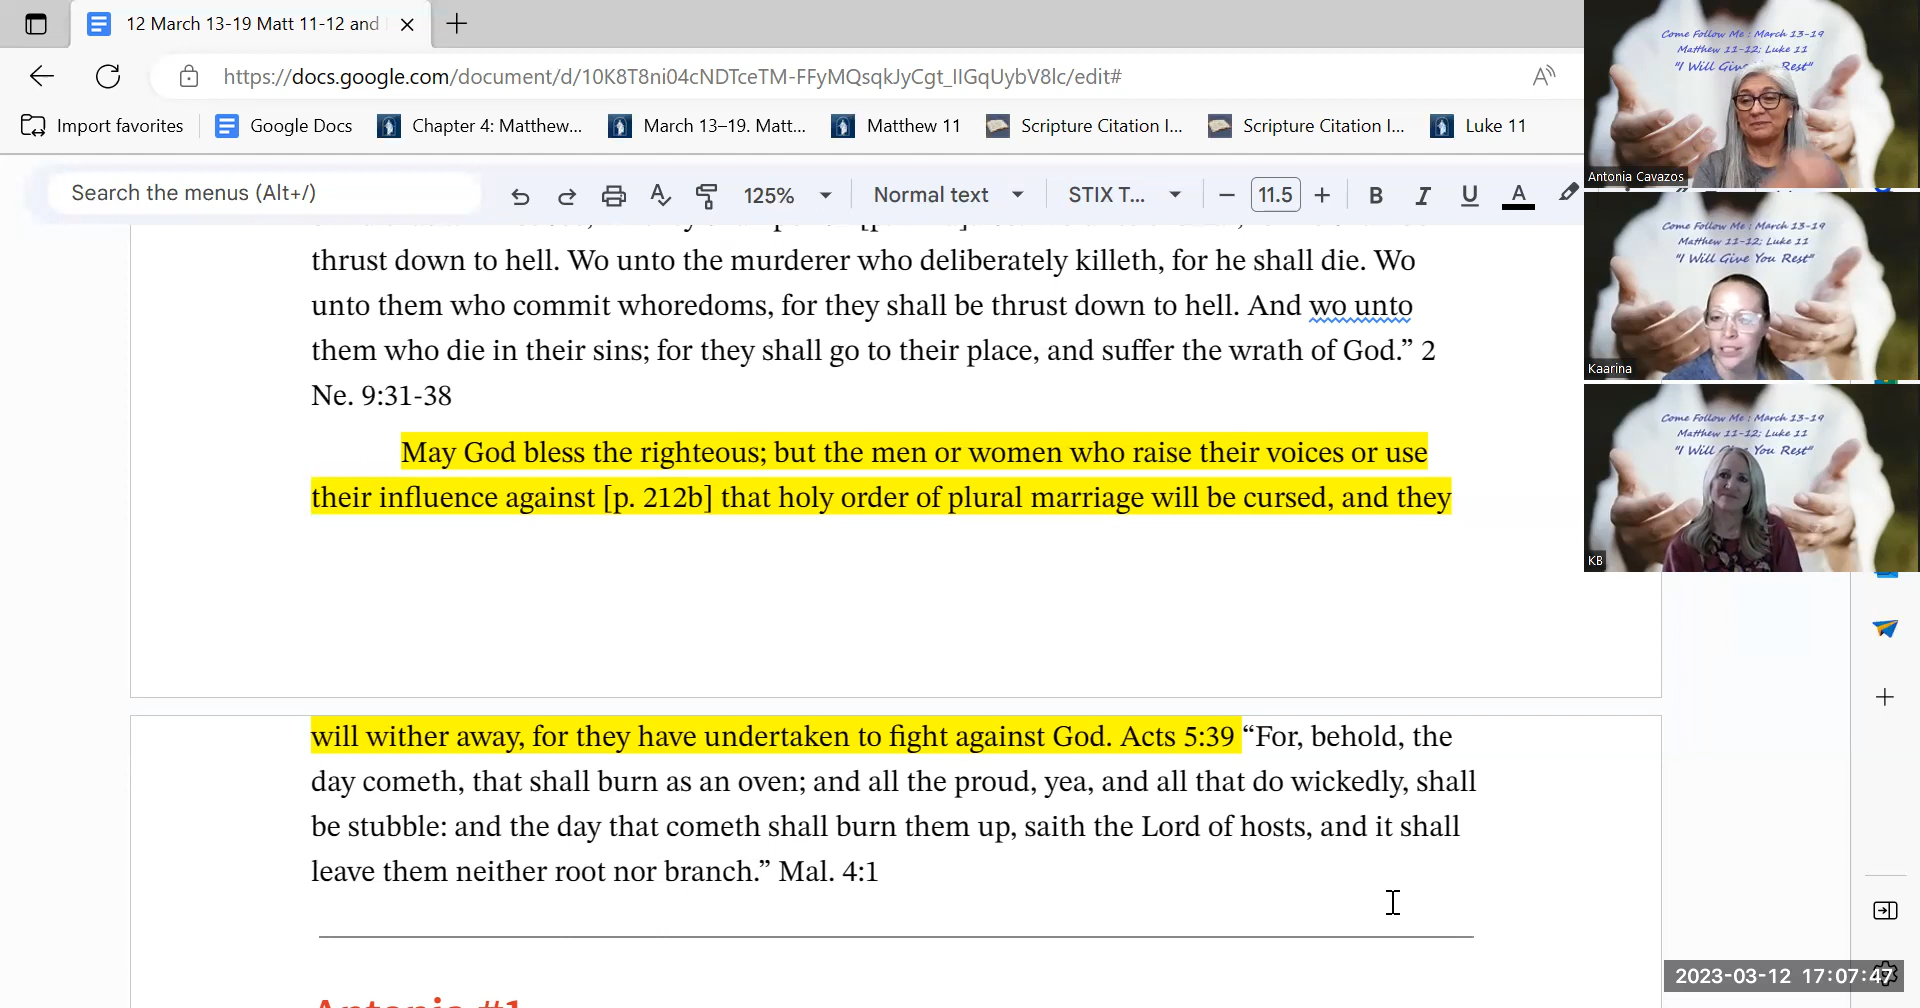 12 March 13-19 Matt 11-12 and
https://docs.google.com/document/d/10K8T8ni04cNDTceTM-FFyMQsqkJyCgt_IIGqUybV8lc/edit#
Import favorites
Google Docs
Chapter 4: Matthew...
March 13–19. Matt...
Matthew 11
Scripture Citation I...
Scripture Citation I...
Luke 11
Search the menus (Alt+/)
125%
Normal text
STIX T...
11.5
B I U A
thrust down to hell. Wo unto the murderer who deliberately killeth, for he shall die. Wo
unto them who commit whoredoms, for they shall be thrust down to hell. And wo unto
them who die in their sins; for they shall go to their place, and suffer the wrath of God.” 2
Ne. 9:31-38
May God bless the righteous; but the men or women who raise their voices or use
their influence against [p. 212b] that holy order of plural marriage will be cursed, and they
will wither away, for they have undertaken to fight against God. Acts 5:39 “For, behold, the
day cometh, that shall burn as an oven; and all the proud, yea, and all that do wickedly, shall
be stubble: and the day that cometh shall burn them up, saith the Lord of hosts, and it shall
leave them neither root nor branch.” Mal. 4:1
Antonia #1
Come Follow Me: March 13-19
Matthew 11-12; Luke 11
"I Will Give Rest"
Antonia Cavazos
Come Follow Me: March 13-19
Matthew 11-12; Luke 11
"I Will Give You Rest"
Kaarina
Come Follow Me: March 13-19
Matthew 11-12; Luke 11
"I Will Give You Rest"
KB
2023-03-12 17:07:47